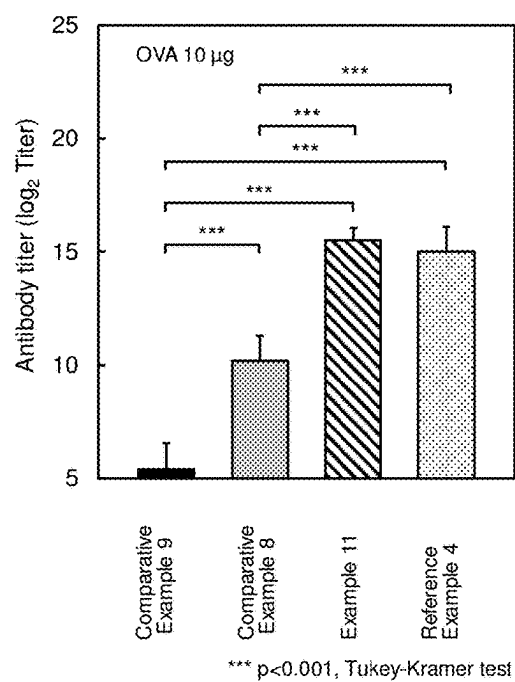 25
OVA 10 µg
***
***
20
***
***
***
15
10
5
Antibody titer (log₂ Titer)
Comparative
Example 9
Comparative
Example 8
Example 11
Reference
Example 4
*** p<0.001, Tukey-Kramer test